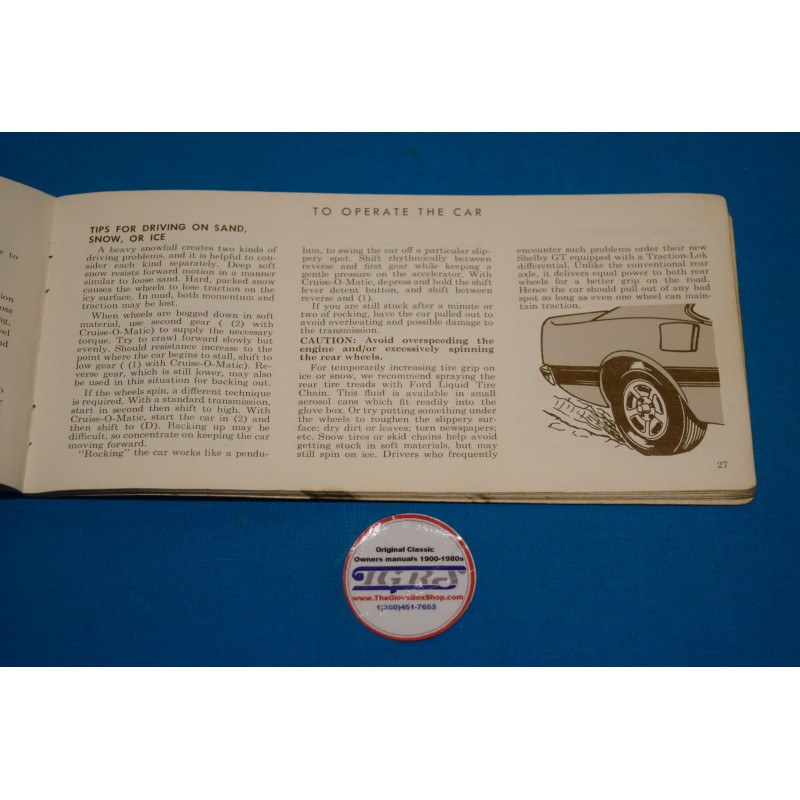 TO OPERATE THE CAR
TIPS FOR DRIVING ON SAND,
SNOW, OR ICE
A heavy snowfall creates two kinds of
driving problems, and it is helpful to con-
sider each kind separately. Deep soft
snow resists forward motion in a manner
similar to loose sand. Hard, packed snow
causes the wheels to lose traction on the
icy surface. In mud, both momentum and
traction may be lost.
When wheels are bogged down in soft
material, use second gear ( (2) with
Cruise-O-Matic) to supply the necessary
torque. Try to crawl forward slowly but
evenly. Should resistance increase to the
point where the car begins to stall, shift to
low gear ( (1) with Cruise-O-Matic). Re-
verse gear, which is still lower, may also
be used in this situation for backing out.
If the wheels spin, a different technique
is required. With a standard transmission,
start in second then shift to high. With
Cruise-O-Matic, start the car in (2) and
then shift to (D). Backing up may be
difficult, so concentrate on keeping the car
moving forward.
"Rocking" the car works like a pendu-
lum, to swing the car off a particular slip-
pery spot. Shift rhythmically between
reverse and first gear while keeping a
gentle pressure on the accelerator. With
Cruise-O-Matic, depress and hold the shift
lever detent button, and shift between
reverse and (1).
If you are still stuck after a minute or
two of rocking, have the car pulled out to
avoid overheating and possible damage to
the transmission.
CAUTION: Avoid overspeeding the
engine and/or excessively spinning
the rear wheels.
For temporarily increasing tire grip on
ice or snow, we recommend spraying the
rear tire treads with Ford Liquid Tire
Chain. This fluid is available in small
aerosol cans which fit readily into the
glove box. Or try putting something under
the wheels to roughen the slippery sur-
face: dry dirt or leaves; torn newspapers;
etc. Snow tires or skid chains help avoid
getting stuck in soft materials, but may
still spin on ice. Drivers who frequently
encounter such problems order their new
Shelby GT equipped with a Traction-Lok
differential. Unlike the conventional rear
axle, it delivers equal power to both rear
wheels for a better grip on the road.
Hence the car should pull out of any bad
spot so long as even one wheel can main-
tain traction.
27
Original Classic
Owners manuals 1900-1980s
TGBS
www.TheGloveboxShop.com
1(360)451-7653